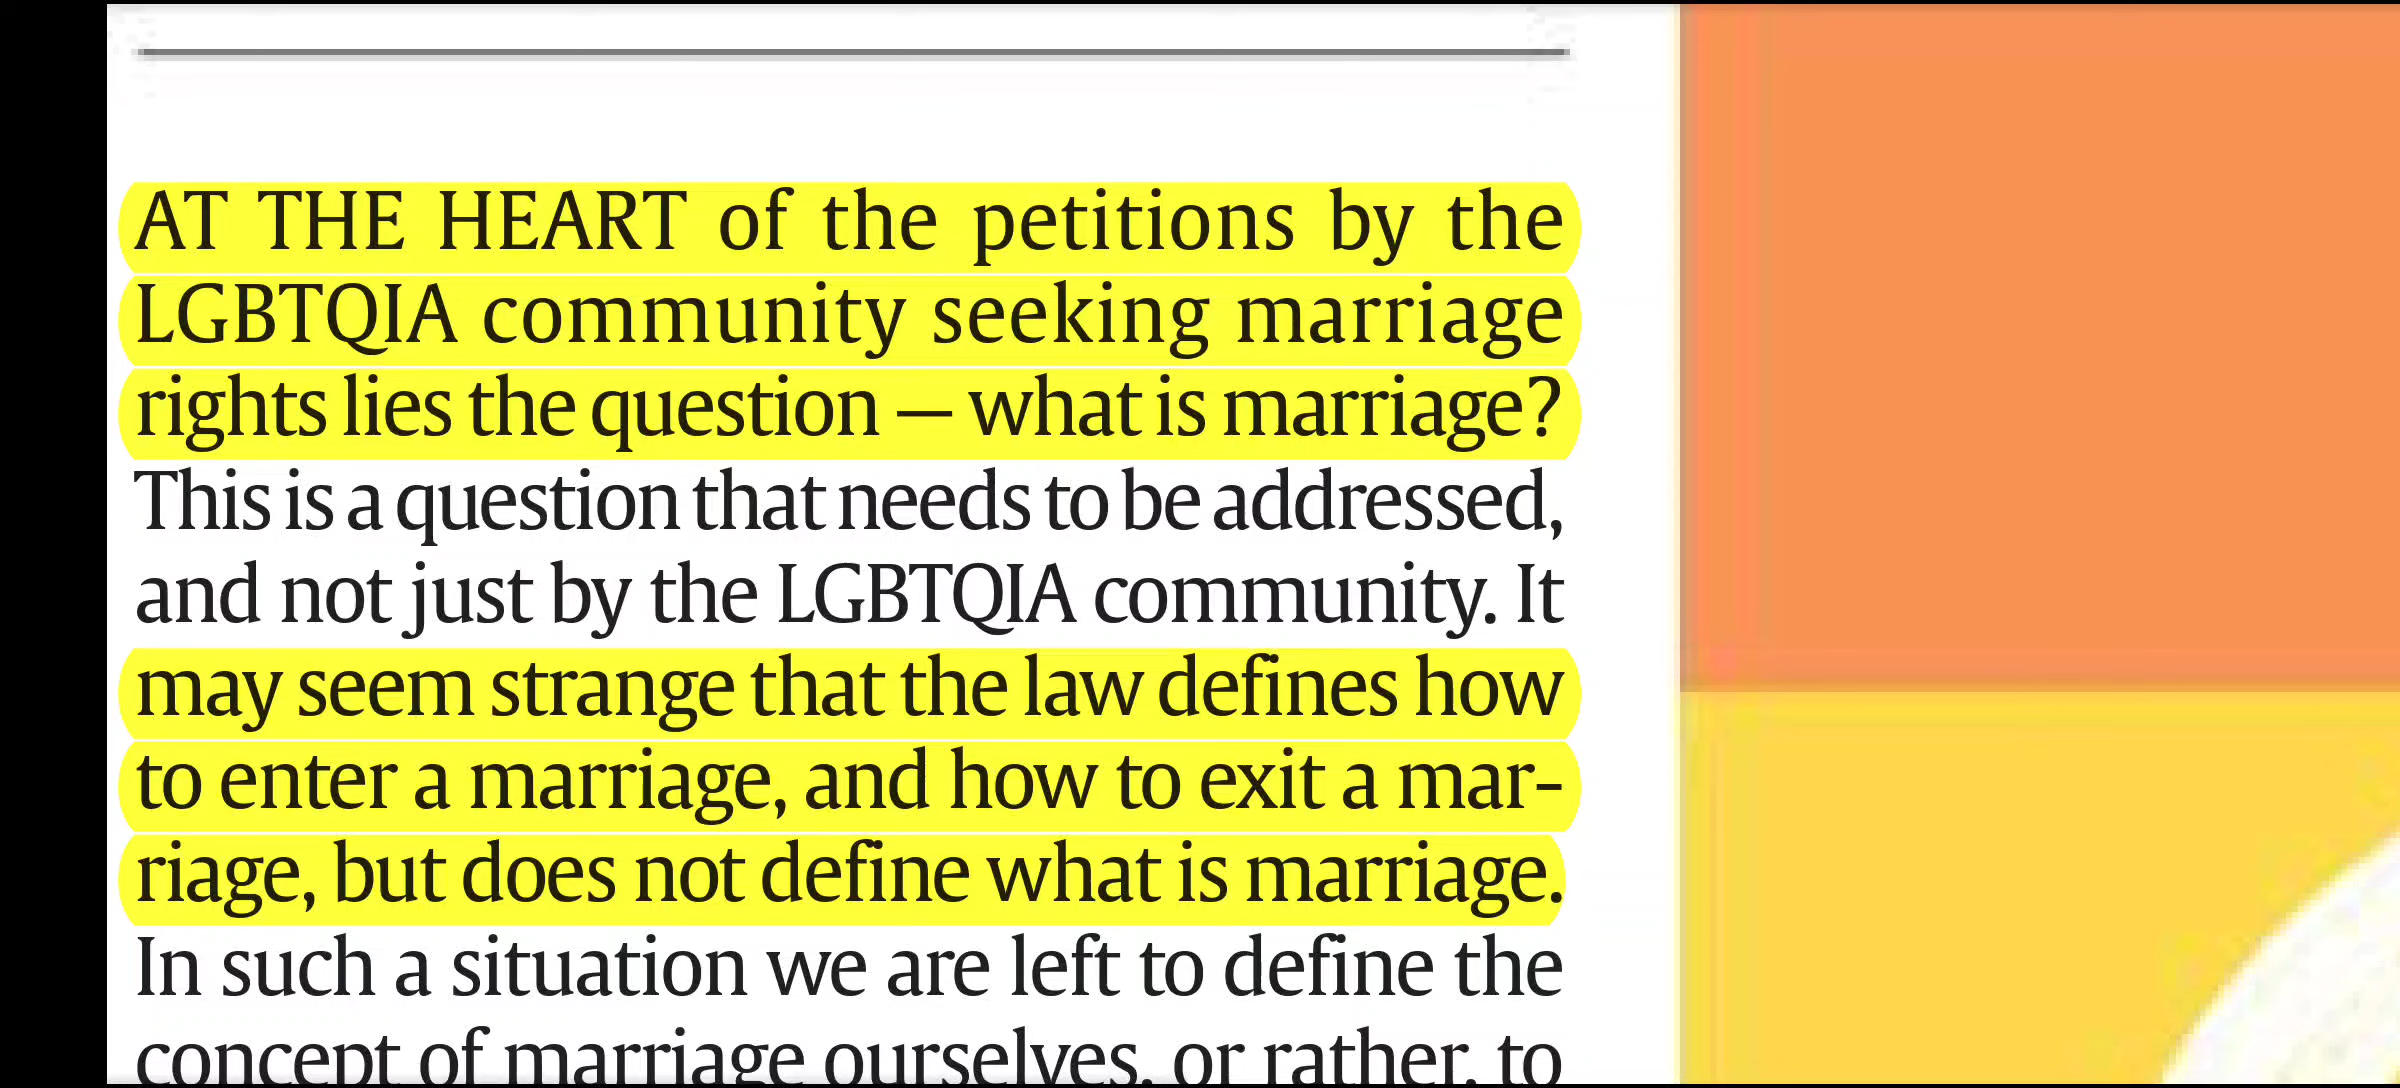 AT THE HEART of the petitions by the
LGBTQIA community seeking marriage
rights lies the question — what is marriage?
This is a question that needs to be addressed,
and not just by the LGBTQIA community. It
may seem strange that the law defines how
to enter a marriage, and how to exit a mar-
riage, but does not define what is marriage.
In such a situation we are left to define the
concept of marriage ourselves, or rather, to